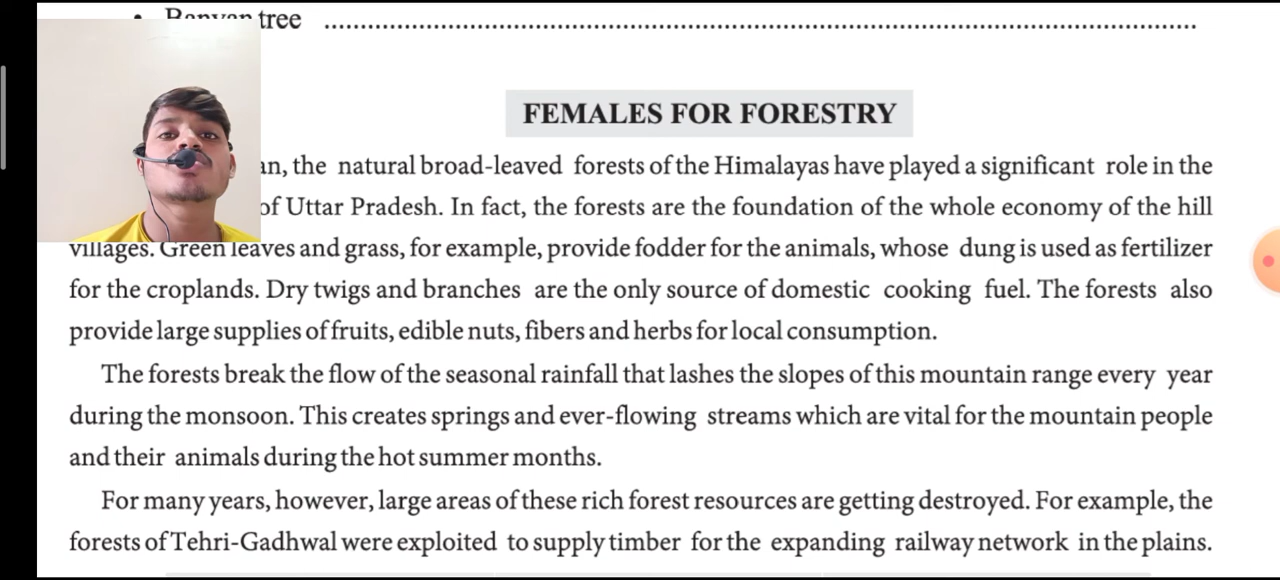 tree ........................................................................................................................
FEMALES FOR FORESTRY
an, the natural broad-leaved forests of the Himalayas have played a significant role in the
of Uttar Pradesh. In fact, the forests are the foundation of the whole economy of the hill
villages. Green leaves and grass, for example, provide fodder for the animals, whose dung is used as fertilizer
for the croplands. Dry twigs and branches are the only source of domestic cooking fuel. The forests also
provide large supplies of fruits, edible nuts, fibers and herbs for local consumption.
The forests break the flow of the seasonal rainfall that lashes the slopes of this mountain range every year
during the monsoon. This creates springs and ever-flowing streams which are vital for the mountain people
and their animals during the hot summer months.
For many years, however, large areas of these rich forest resources are getting destroyed. For example, the
forests of Tehri-Gadhwal were exploited to supply timber for the expanding railway network in the plains.